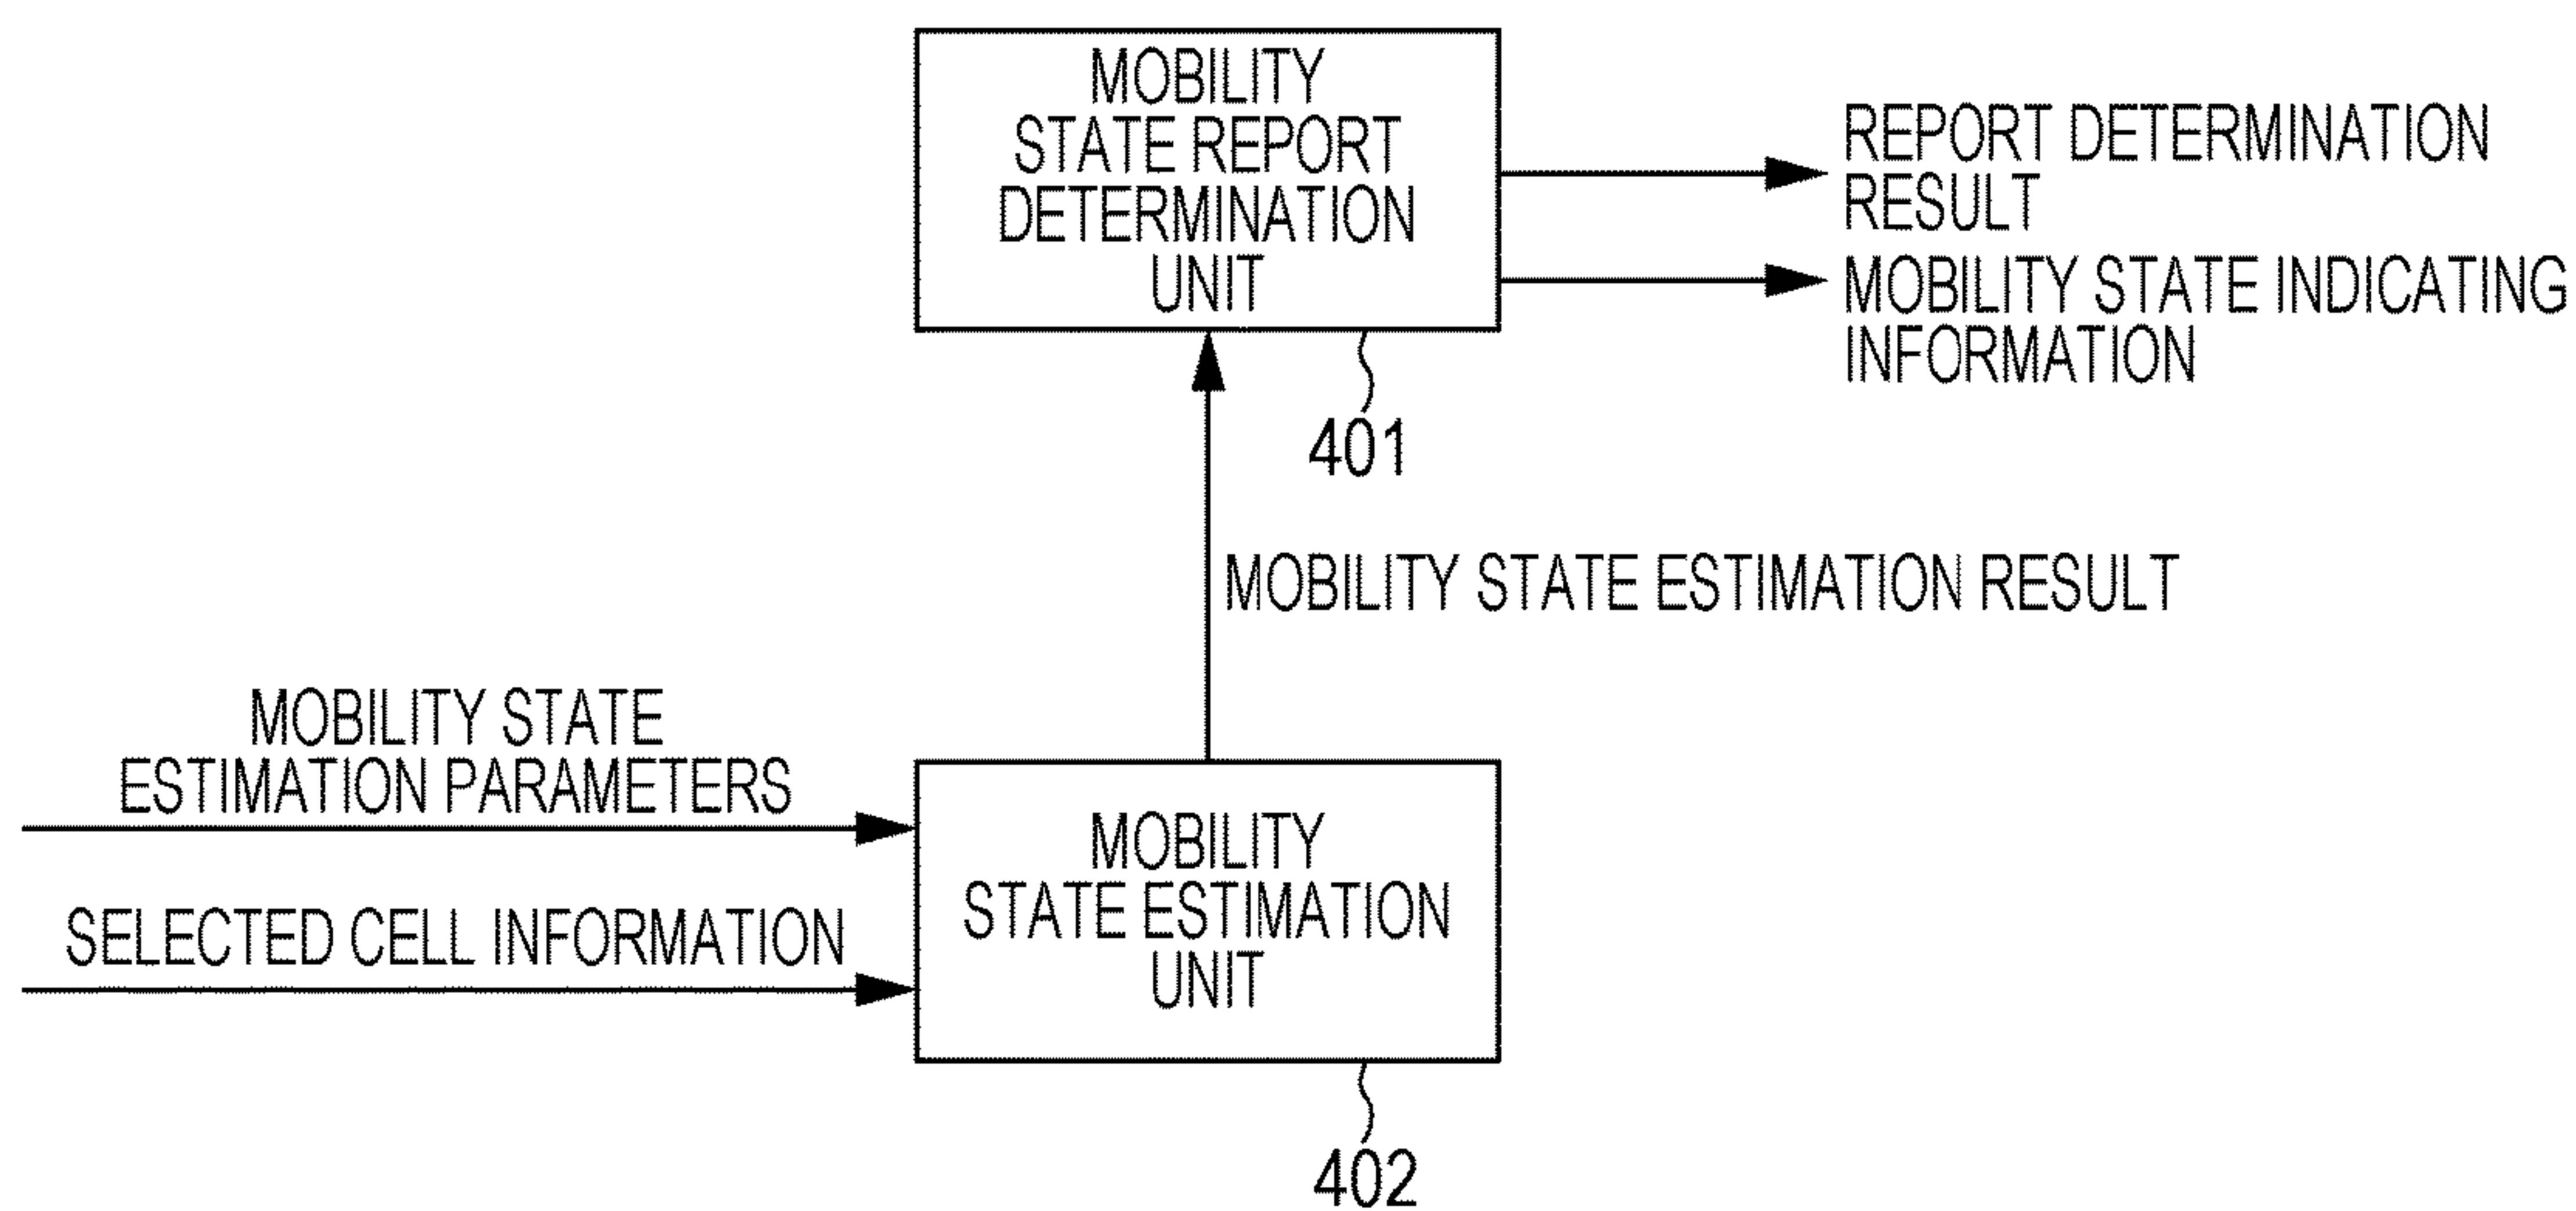 MOBILITY
STATE REPORT
DETERMINATION
UNIT
REPORT DETERMINATION
RESULT
MOBILITY STATE INDICATING
INFORMATION
401
MOBILITY STATE ESTIMATION RESULT
MOBILITY STATE
ESTIMATION PARAMETERS
SELECTED CELL INFORMATION
MOBILITY
STATE ESTIMATION
UNIT
402